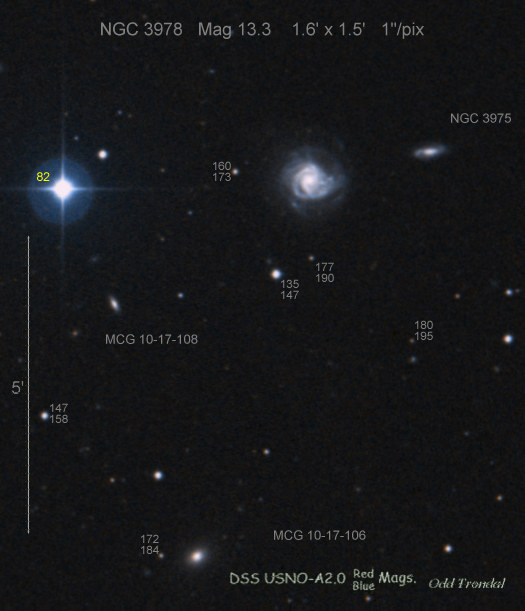 NGC 3978 Mag 13.3 1.6' x 1.5' 1"/pix
NGC 3975
160
173
82
177
190
135
147
180
195
MCG 10-17-108
5'
147
158
172
184
MCG 10-17-106
DSS USNO-A2.0 Red Blue Mags.
Odd Trondal